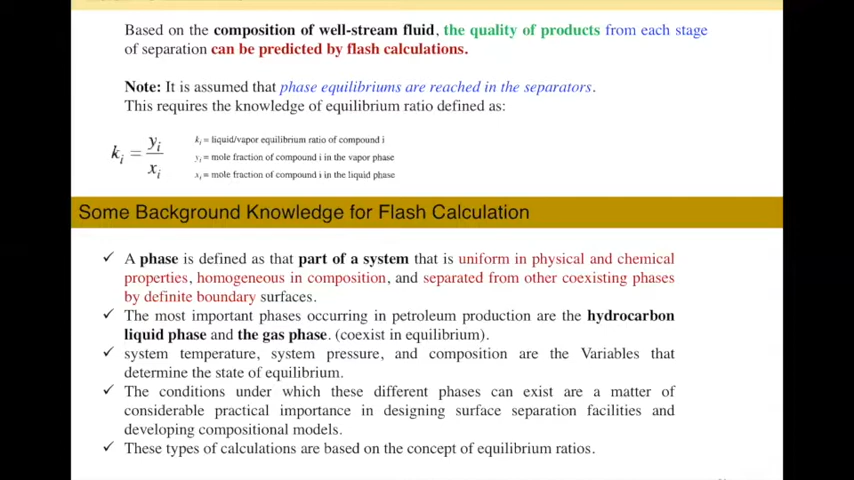 Based on the composition of well-stream fluid, the quality of products from each stage
of separation can be predicted by flash calculations.
Note: It is assumed that phase equilibriums are reached in the separators.
This requires the knowledge of equilibrium ratio defined as:
k_i = y_i / x_i
k_i = liquid/vapor equilibrium ratio of compound i
y_i = mole fraction of compound i in the vapor phase
x_i = mole fraction of compound i in the liquid phase
Some Background Knowledge for Flash Calculation
✓ A phase is defined as that part of a system that is uniform in physical and chemical
properties, homogeneous in composition, and separated from other coexisting phases
by definite boundary surfaces.
✓ The most important phases occurring in petroleum production are the hydrocarbon
liquid phase and the gas phase. (coexist in equilibrium).
✓ system temperature, system pressure, and composition are the Variables that
determine the state of equilibrium.
✓ The conditions under which these different phases can exist are a matter of
considerable practical importance in designing surface separation facilities and
developing compositional models.
✓ These types of calculations are based on the concept of equilibrium ratios.